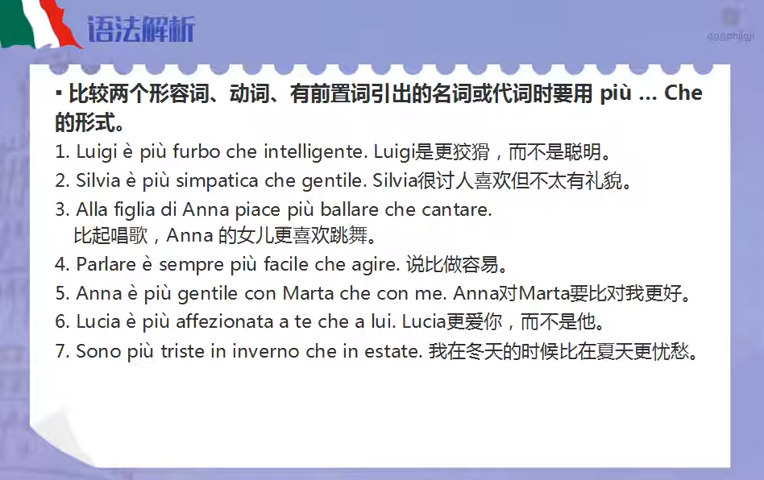 语法解析
▪ 比较两个形容词、动词、有前置词引出的名词或代词时要用 più … Che
的形式。
1. Luigi è più furbo che intelligente. Luigi是更狡猾，而不是聪明。
2. Silvia è più simpatica che gentile. Silvia很讨人喜欢但不太有礼貌。
3. Alla figlia di Anna piace più ballare che cantare.
比起唱歌，Anna 的女儿更喜欢跳舞。
4. Parlare è sempre più facile che agire. 说比做容易。
5. Anna è più gentile con Marta che con me. Anna对Marta要比对我更好。
6. Lucia è più affezionata a te che a lui. Lucia更爱你，而不是他。
7. Sono più triste in inverno che in estate. 我在冬天的时候比在夏天更忧愁。